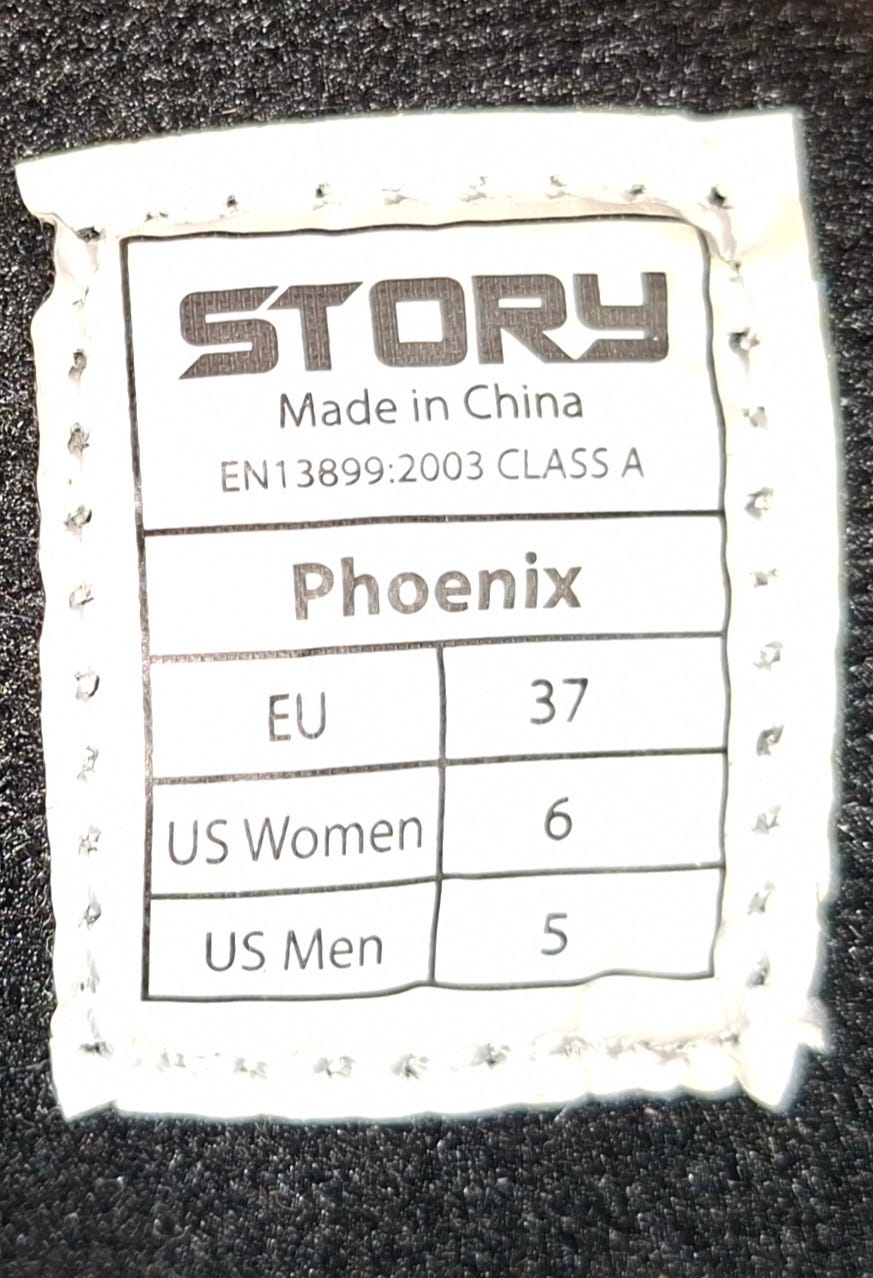 STORY
Made in China
EN13899:2003 CLASS A
Phoenix
EU 37
US Women 6
US Men 5